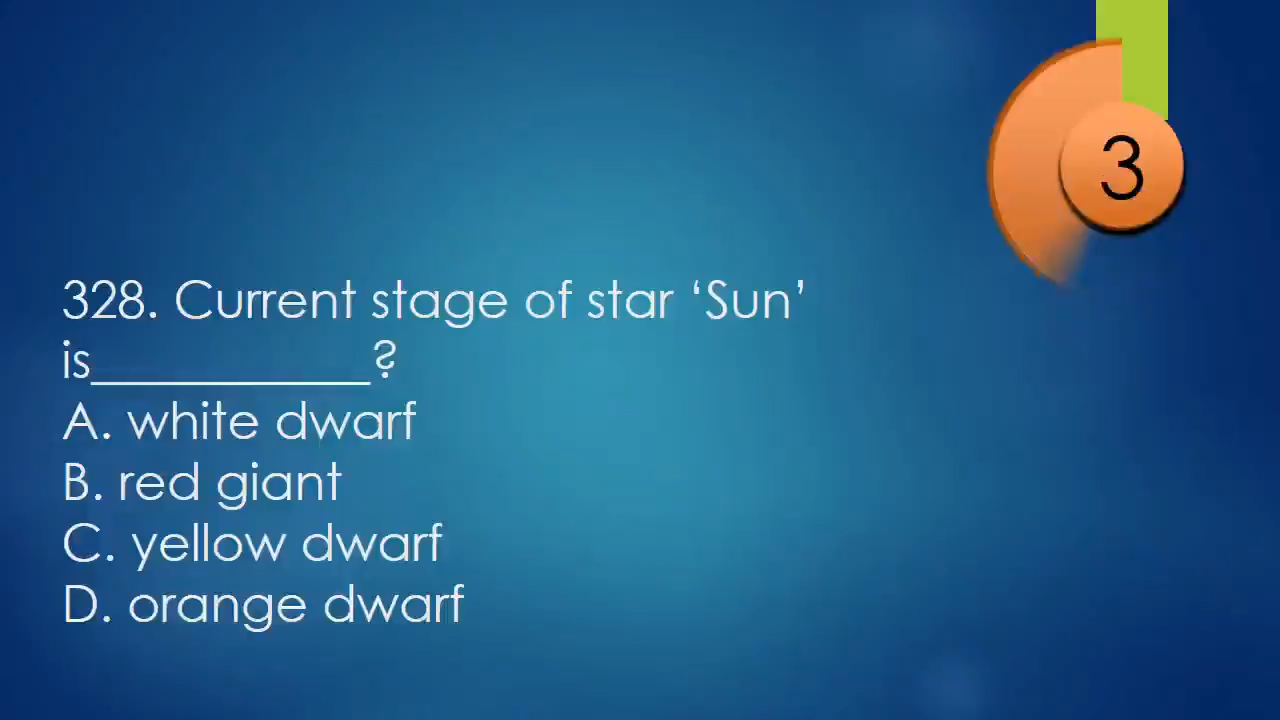 3
328. Current stage of star ‘Sun’
is___________?
A. white dwarf
B. red giant
C. yellow dwarf
D. orange dwarf